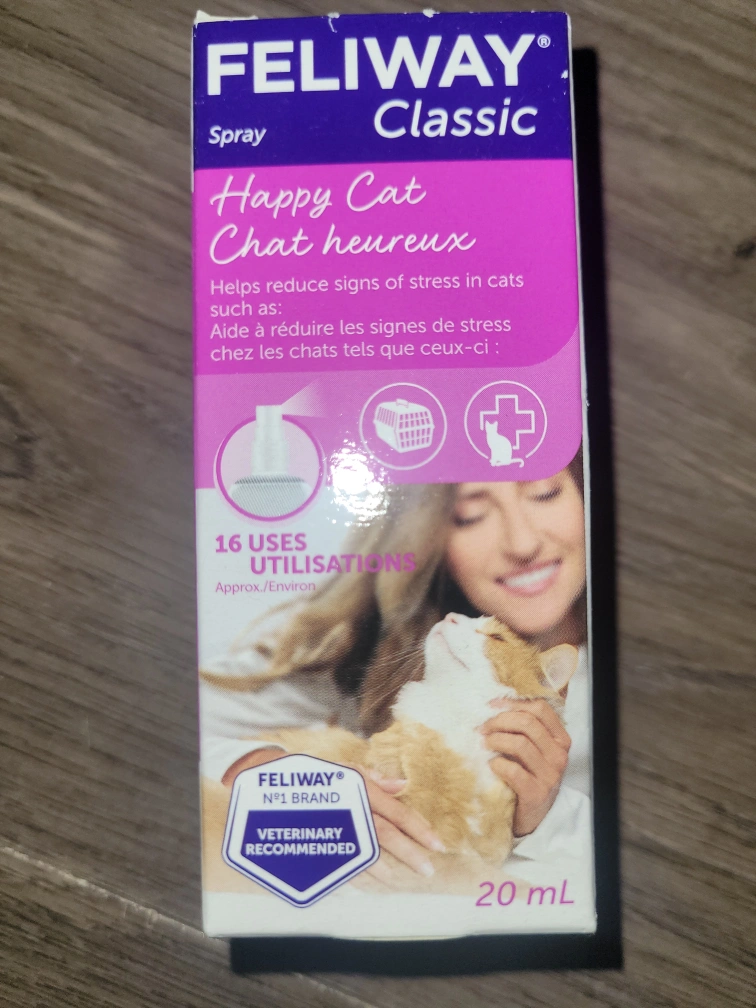 FELIWAY®
Classic
Spray
Happy Cat
Chat heureux
Helps reduce signs of stress in cats
such as:
Aide à réduire les signes de stress
chez les chats tels que ceux-ci :
16 USES
UTILISATIONS
Approx./Environ
FELIWAY®
Nº1 BRAND
VETERINARY
RECOMMENDED
20 mL